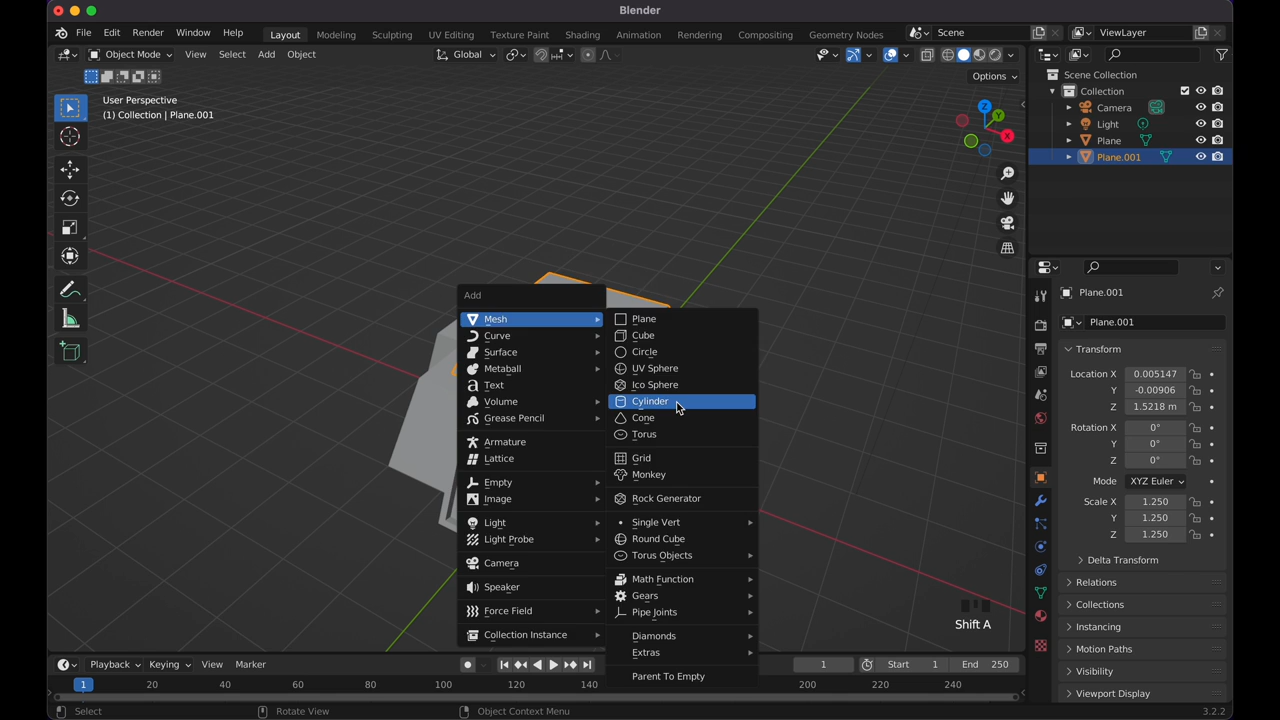 Blender
File Edit Render Window Help
Layout Modeling Sculpting UV Editing Texture Paint Shading Animation Rendering Compositing Geometry Nodes
Scene
ViewLayer
Object Mode View Select Add Object
Global
Options
User Perspective
(1) Collection | Plane.001
Z
Y
X
Scene Collection
Collection
Camera
Light
Plane
Plane.001
Add
Mesh
Curve
Surface
Metaball
Text
Volume
Grease Pencil
Armature
Lattice
Empty
Image
Light
Light Probe
Camera
Speaker
Force Field
Collection Instance
Plane
Cube
Circle
UV Sphere
Ico Sphere
Cylinder
Cone
Torus
Grid
Monkey
Rock Generator
Single Vert
Round Cube
Torus Objects
Math Function
Gears
Pipe Joints
Diamonds
Extras
Parent To Empty
Shift A
Plane.001
Plane.001
Transform
Location X 0.005147
Y -0.00906
Z 1.5218 m
Rotation X 0°
Y 0°
Z 0°
Mode XYZ Euler
Scale X 1.250
Y 1.250
Z 1.250
Delta Transform
Relations
Collections
Instancing
Motion Paths
Visibility
Viewport Display
Playback Keying View Marker
1 Start 1 End 250
1 20 40 60 80 100 120 140 200 220 240
Select Rotate View Object Context Menu 3.2.2